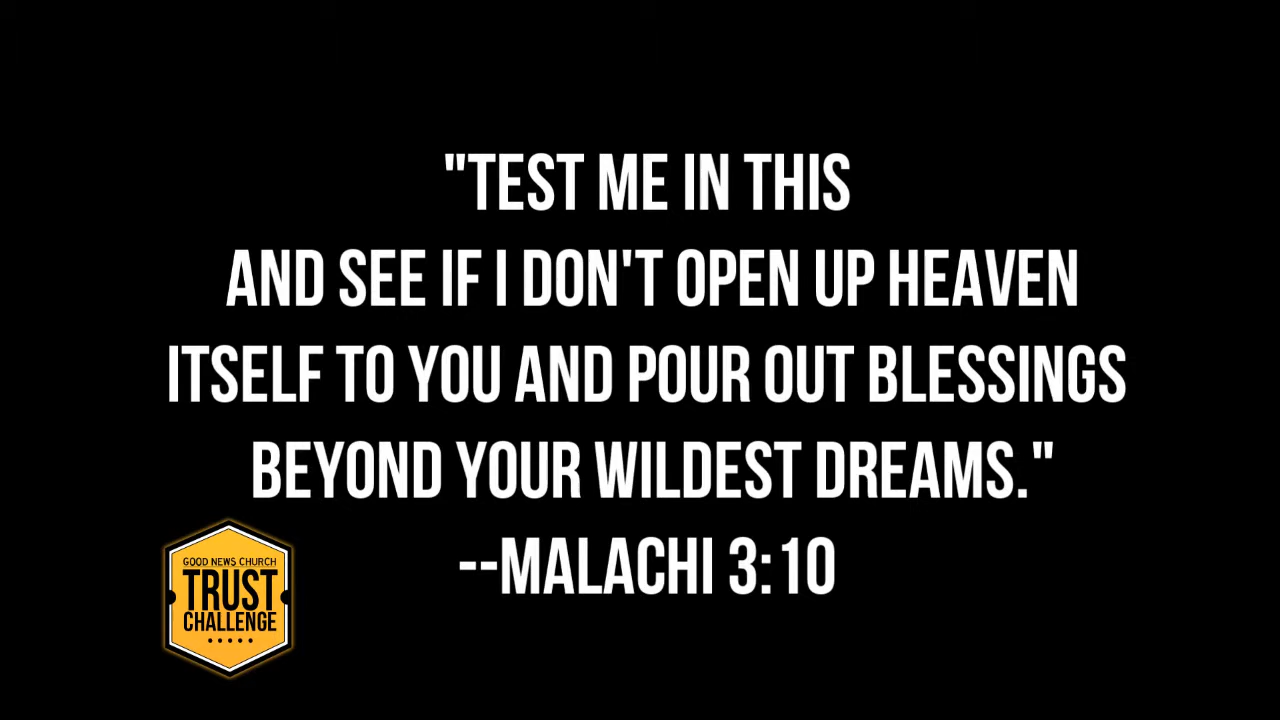 "TEST ME IN THIS
AND SEE IF I DON'T OPEN UP HEAVEN
ITSELF TO YOU AND POUR OUT BLESSINGS
BEYOND YOUR WILDEST DREAMS."
--MALACHI 3:10
GOOD NEWS CHURCH
TRUST
CHALLENGE